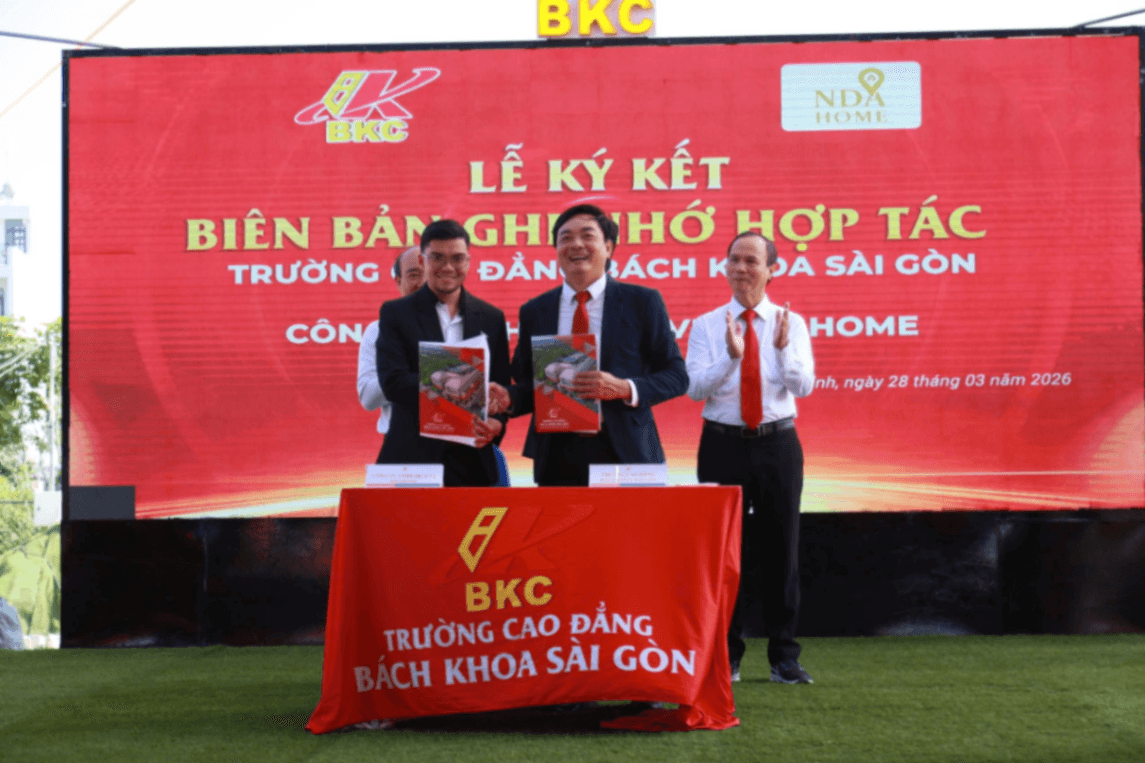 BKC
BKC
NDA
HOME
LỄ KÝ KẾT
BIÊN BẢN GHI NHỚ HỢP TÁC
TRƯỜNG ĐẲNG BÁCH KHOA SÀI GÒN
CÔNG HOME
ngày 28 tháng 03 năm 2026
BKC
TRƯỜNG CAO ĐẲNG
BÁCH KHOA SÀI GÒN